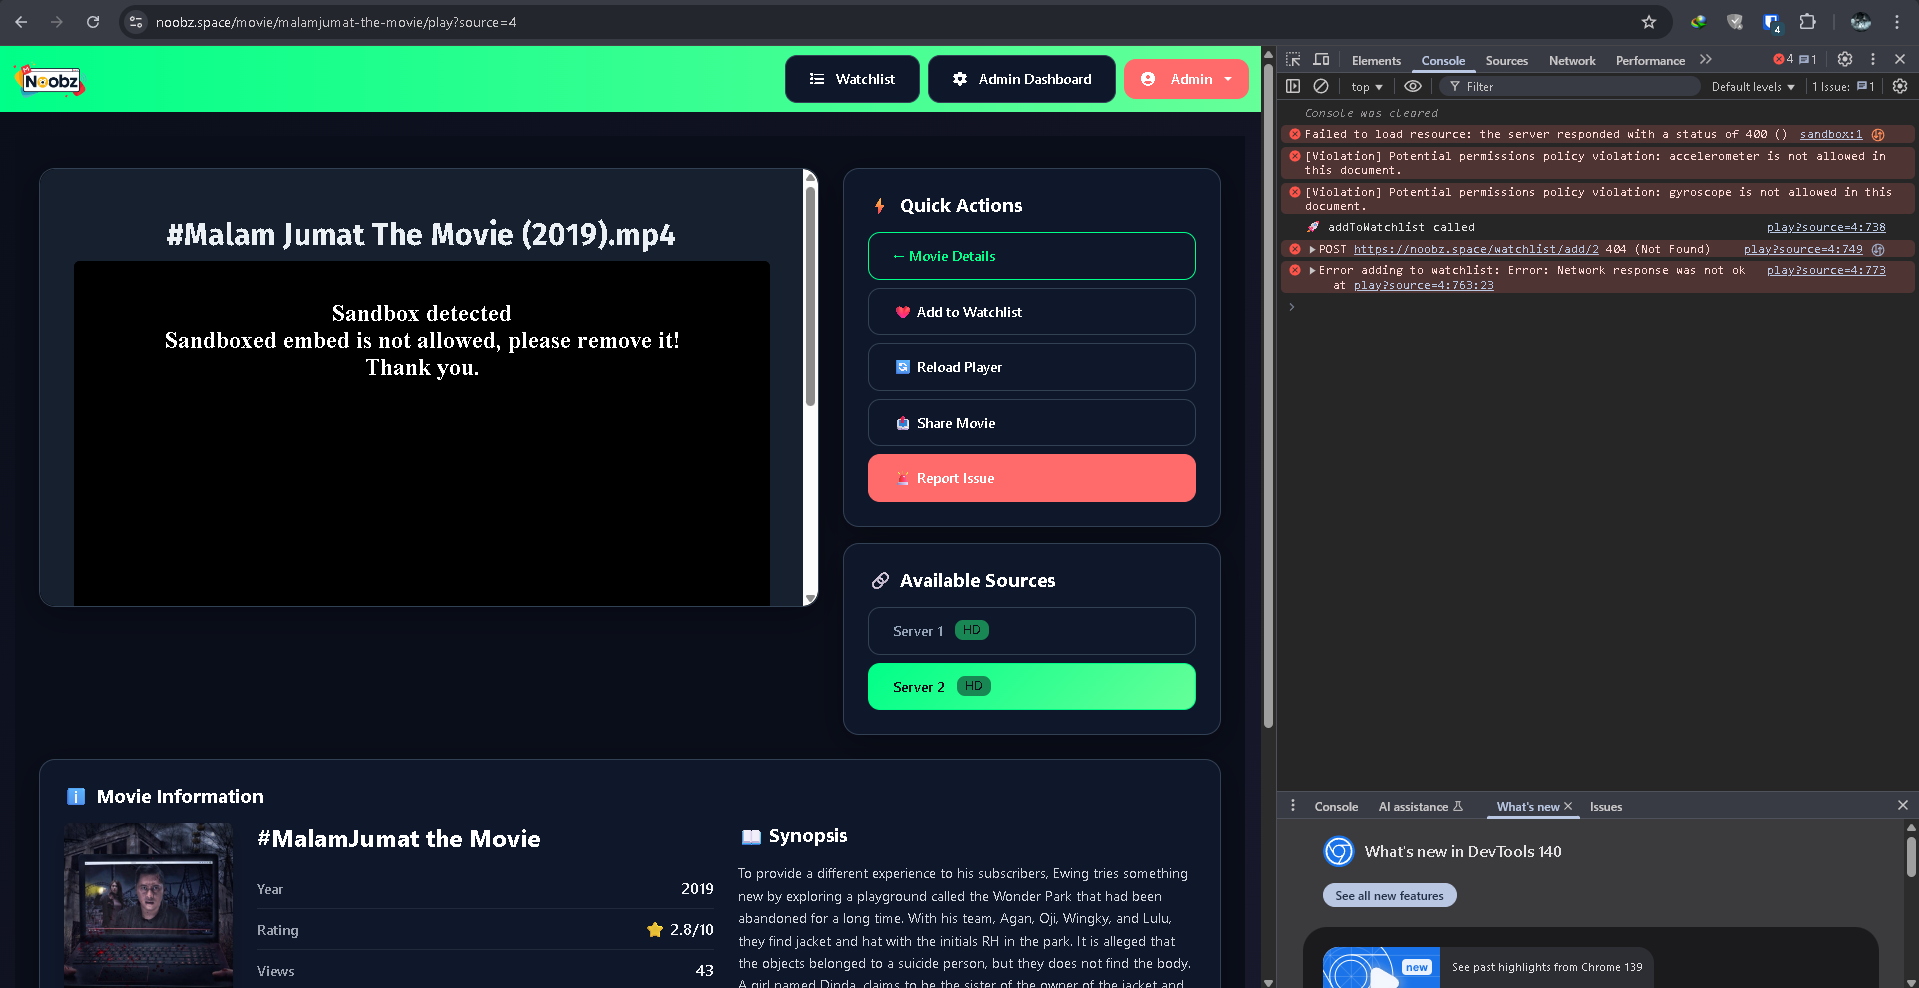 noobz.space/movie/malamjumat-the-movie/play?source=4
4
Noobz
Watchlist
Admin Dashboard
Admin
#Malam Jumat The Movie (2019).mp4
Sandbox detected
Sandboxed embed is not allowed, please remove it!
Thank you.
Quick Actions
← Movie Details
Add to Watchlist
Reload Player
Share Movie
Report Issue
Available Sources
Server 1 HD
Server 2 HD
Movie Information
#MalamJumat the Movie
Year 2019
Rating 2.8/10
Views 43
Synopsis
To provide a different experience to his subscribers, Ewing tries something
new by exploring a playground called the Wonder Park that had been
abandoned for a long time. With his team, Agan, Oji, Wingky, and Lulu,
they find jacket and hat with the initials RH in the park. It is alleged that
the objects belonged to a suicide person, but they does not find the body.
A girl named Dinda, claims to be the sister of the owner of the jacket and
Elements Console Sources Network Performance 4 1
top Filter Default levels 1 Issue: 1
Console was cleared
Failed to load resource: the server responded with a status of 400 () sandbox:1
[Violation] Potential permissions policy violation: accelerometer is not allowed in
this document.
[Violation] Potential permissions policy violation: gyroscope is not allowed in this
document.
addToWatchlist called play?source=4:738
POST https://noobz.space/watchlist/add/2 404 (Not Found) play?source=4:749
Error adding to watchlist: Error: Network response was not ok play?source=4:773
at play?source=4:763:23
Console AI assistance What's new Issues
What's new in DevTools 140
See all new features
new
See past highlights from Chrome 139